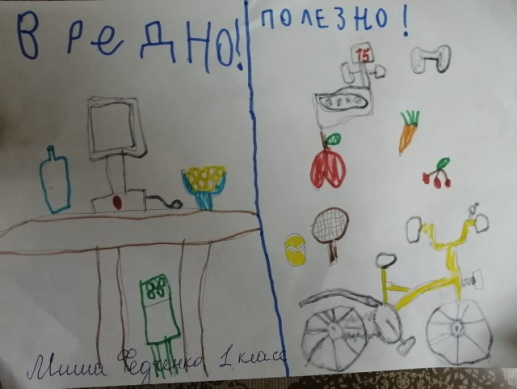 Вредно!
ПОЛЕЗНО!
15
Миша Федченко 1 класс